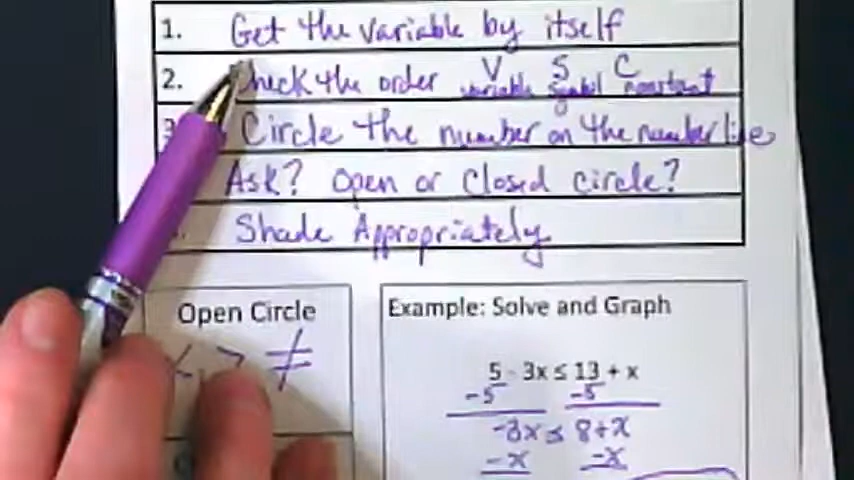 1. Get the variable by itself
2. Check the order V S C
variable symbol constant
3. Circle the number on the number line
Ask? Open or Closed circle?
Shade Appropriately
Open Circle
<, > ≠
Example: Solve and Graph
5 - 3x ≤ 13 + x
-5 -5
-3x ≤ 8+x
-x -x